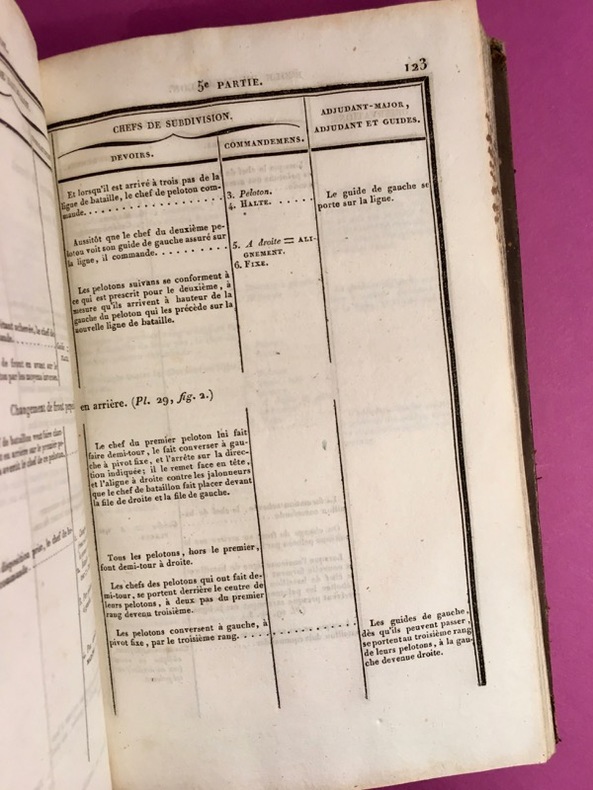 123
5e PARTIE.
CHEFS DE SUBDIVISION.
DEVOIRS.
COMMANDEMENS.
ADJUDANT-MAJOR,
ADJUDANT ET GUIDES.
Et lorsqu'il est arrivé à trois pas de la
ligne de bataille, le chef de peloton com-
mande. . . . . . . . . . . . . . . . . .
3. Peloton.
4. HALTE. . . . . .
Le guide de gauche se
porte sur la ligne.
Aussitôt que le chef du deuxième pe-
loton voit son guide de gauche assuré sur
la ligne, il commande. . . . . . . . .
5. A droite = ALI-
GNEMENT.
6. FIXE.
Les pelotons suivans se conforment à
ce qui est prescrit pour le deuxième, à
mesure qu'ils arrivent à hauteur de la
gauche du peloton qui les précède sur la
nouvelle ligne de bataille.
Changement de front
en arrière. (Pl. 29, fig. 2.)
Le chef du premier peloton lui fait
faire demi-tour, le fait converser à gau-
che à pivot fixe, et l'arrête sur la direc-
tion indiquée; il le remet face en tête,
et l'aligne à droite contre les jalonneurs
que le chef de bataillon fait placer devant
la file de droite et la file de gauche.
Tous les pelotons, hors le premier,
font demi-tour à droite.
Les chefs des pelotons qui ont fait de-
mi-tour, se portent derrière le centre de
leurs pelotons, à deux pas du premier
rang devenu troisième.
Les pelotons conversent à gauche, à
pivot fixe, par le troisième rang. . . . . . . . . . . . . . .
Les guides de gauche,
dès qu'ils peuvent passer,
se portent au troisième rang
de leurs pelotons, à la gau-
che devenue droite.